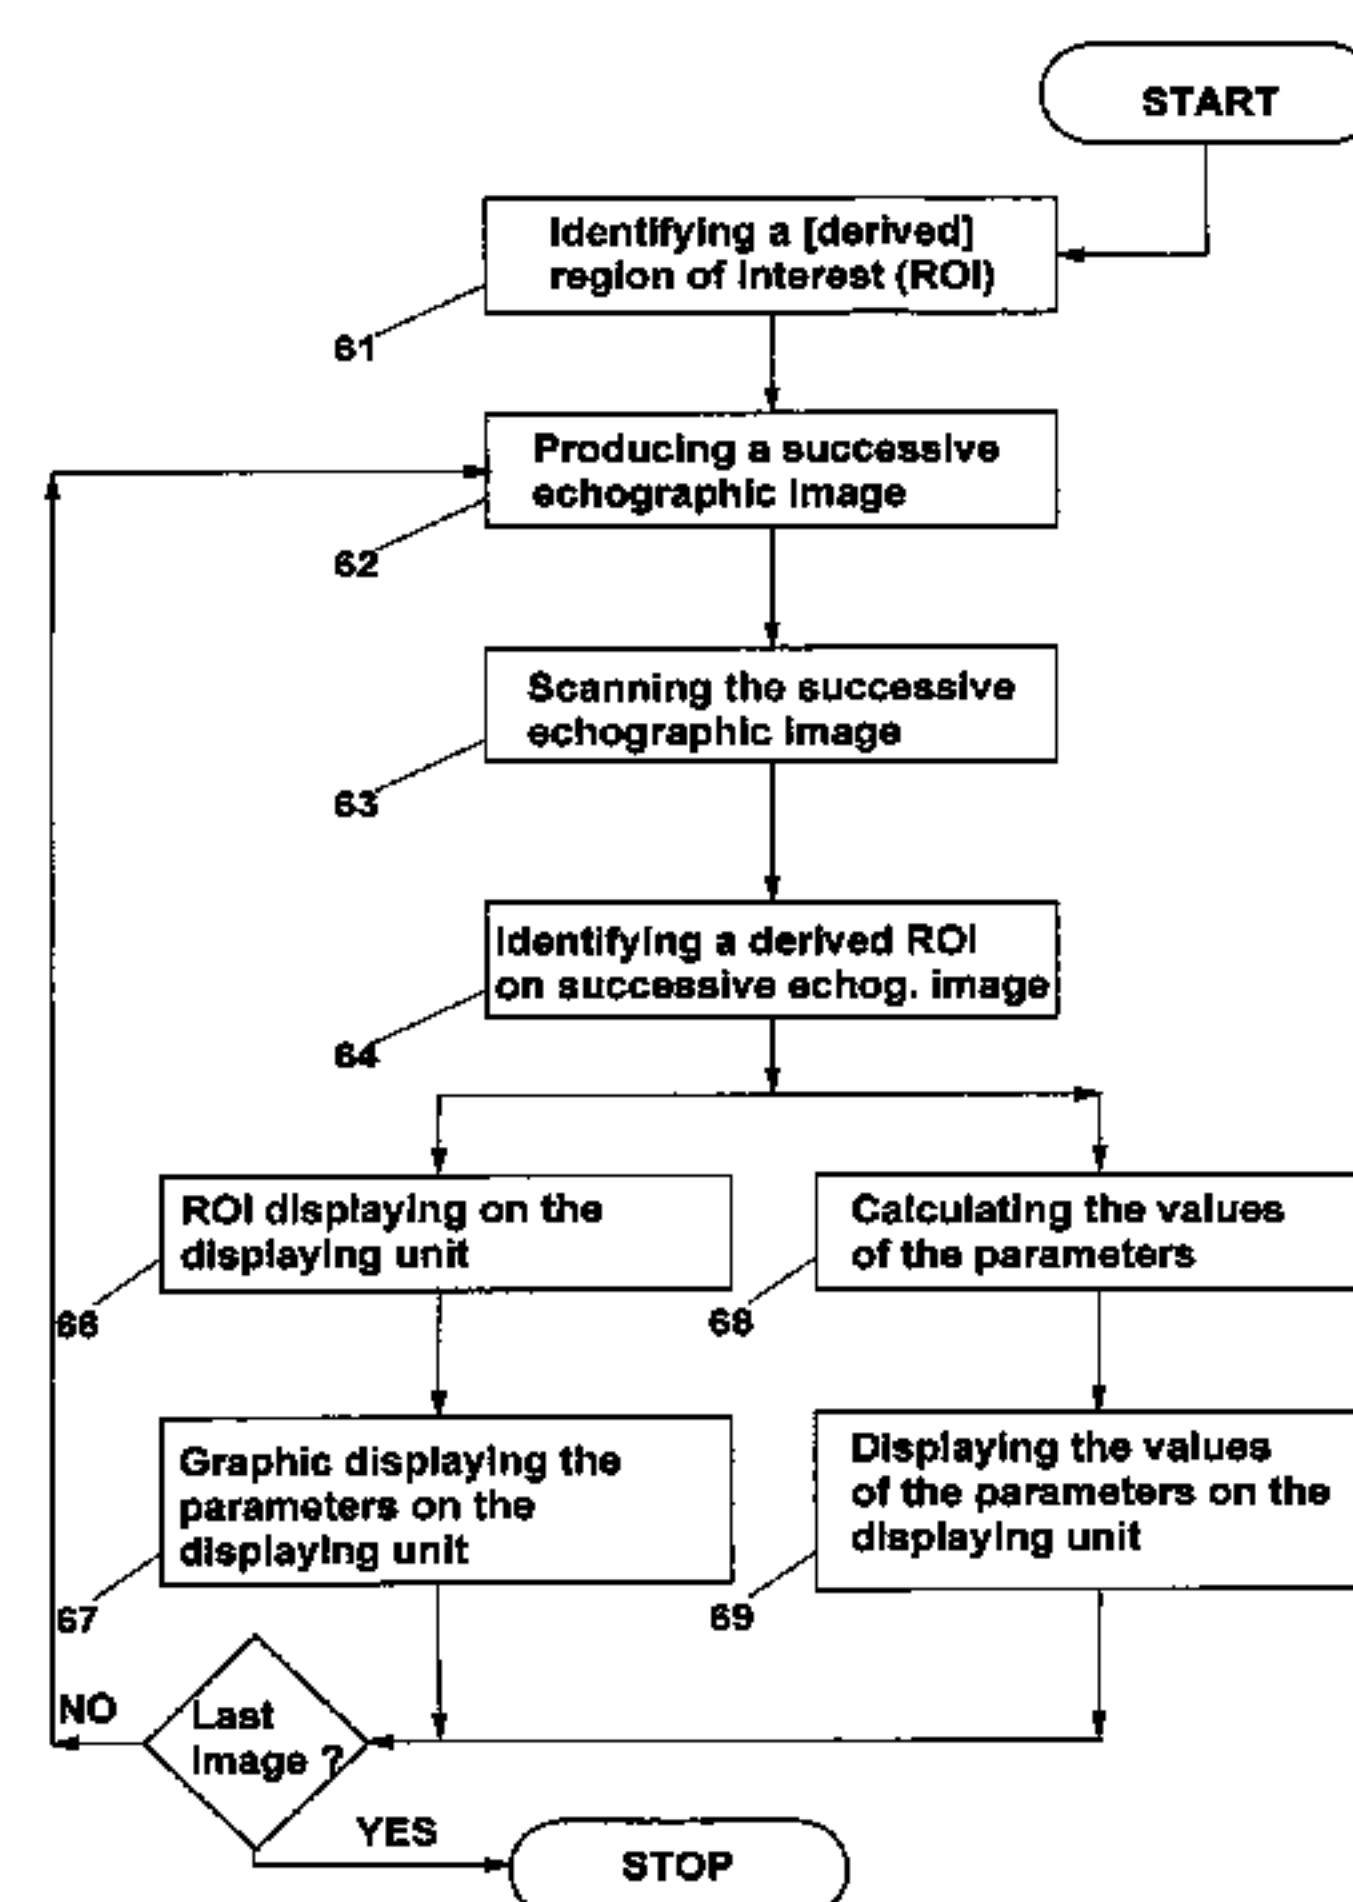 START
Identifying a [derived]
region of interest (ROI)
61
Producing a successive
echographic image
62
Scanning the successive
echographic image
63
Identifying a derived ROI
on successive echog. image
64
ROI displaying on the
displaying unit
66
Calculating the values
of the parameters
68
Graphic displaying the
parameters on the
displaying unit
67
Displaying the values
of the parameters on the
displaying unit
69
NO
Last
Image ?
YES
STOP